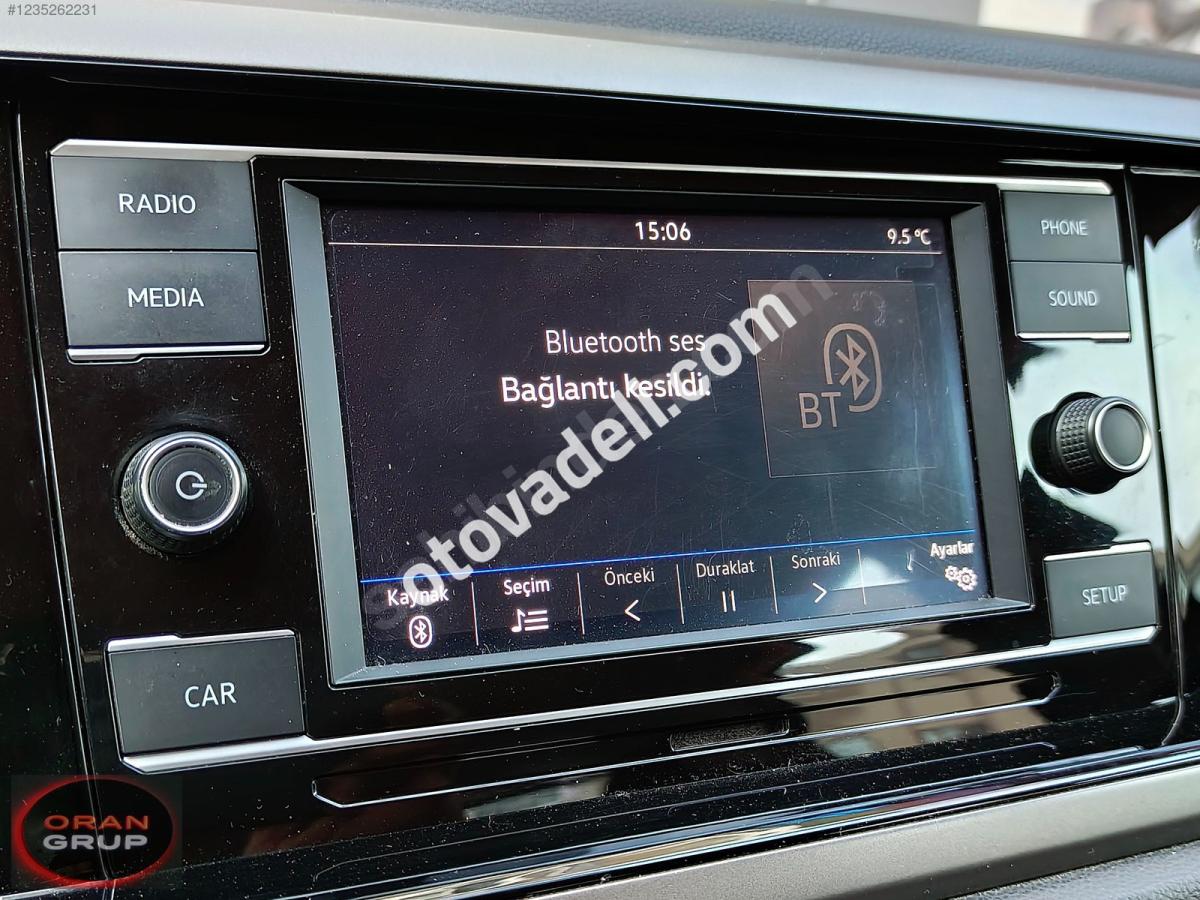 #1235262231
RADIO
MEDIA
15:06
9.5 °C
PHONE
SOUND
Bluetooth ses
Bağlantı kesildi.
BT
otovadeli.com
Kaynak
Seçim
Önceki
Duraklat
Sonraki
Ayarlar
SETUP
CAR
ORAN
GRUP